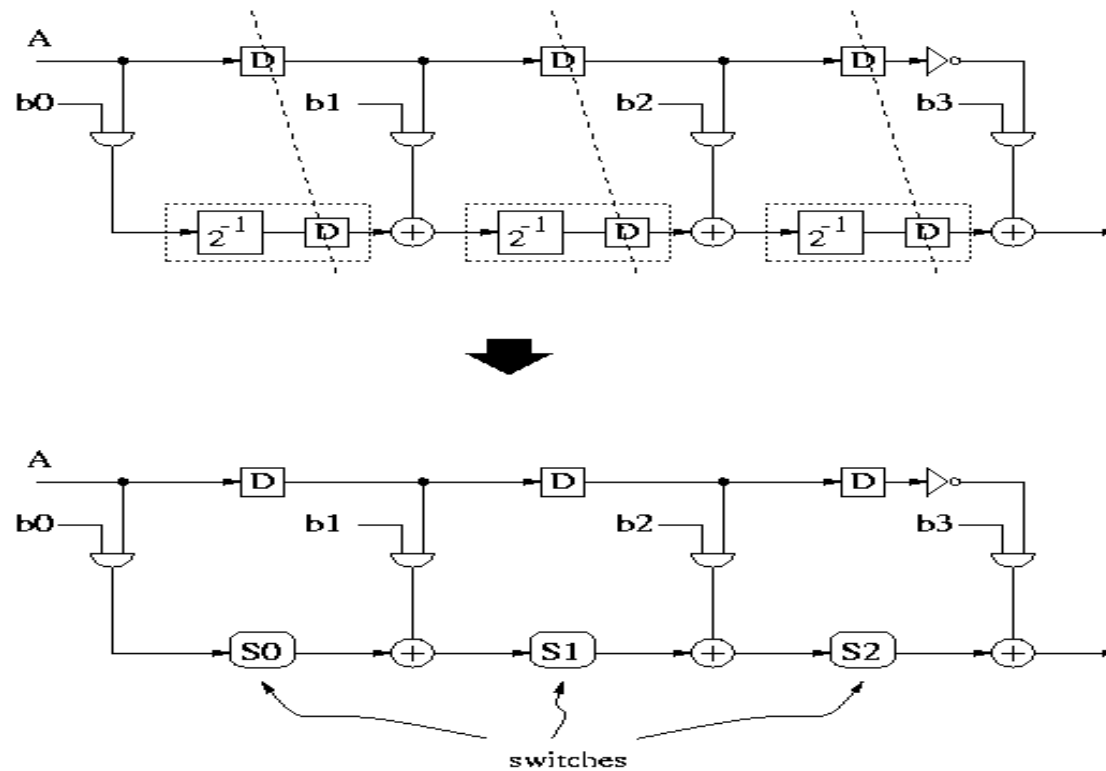 A
D D D
b0 b1 b2 b3
2^-1 D + 2^-1 D + 2^-1 D +
A
D D D
b0 b1 b2 b3
S0 + S1 + S2 +
switches